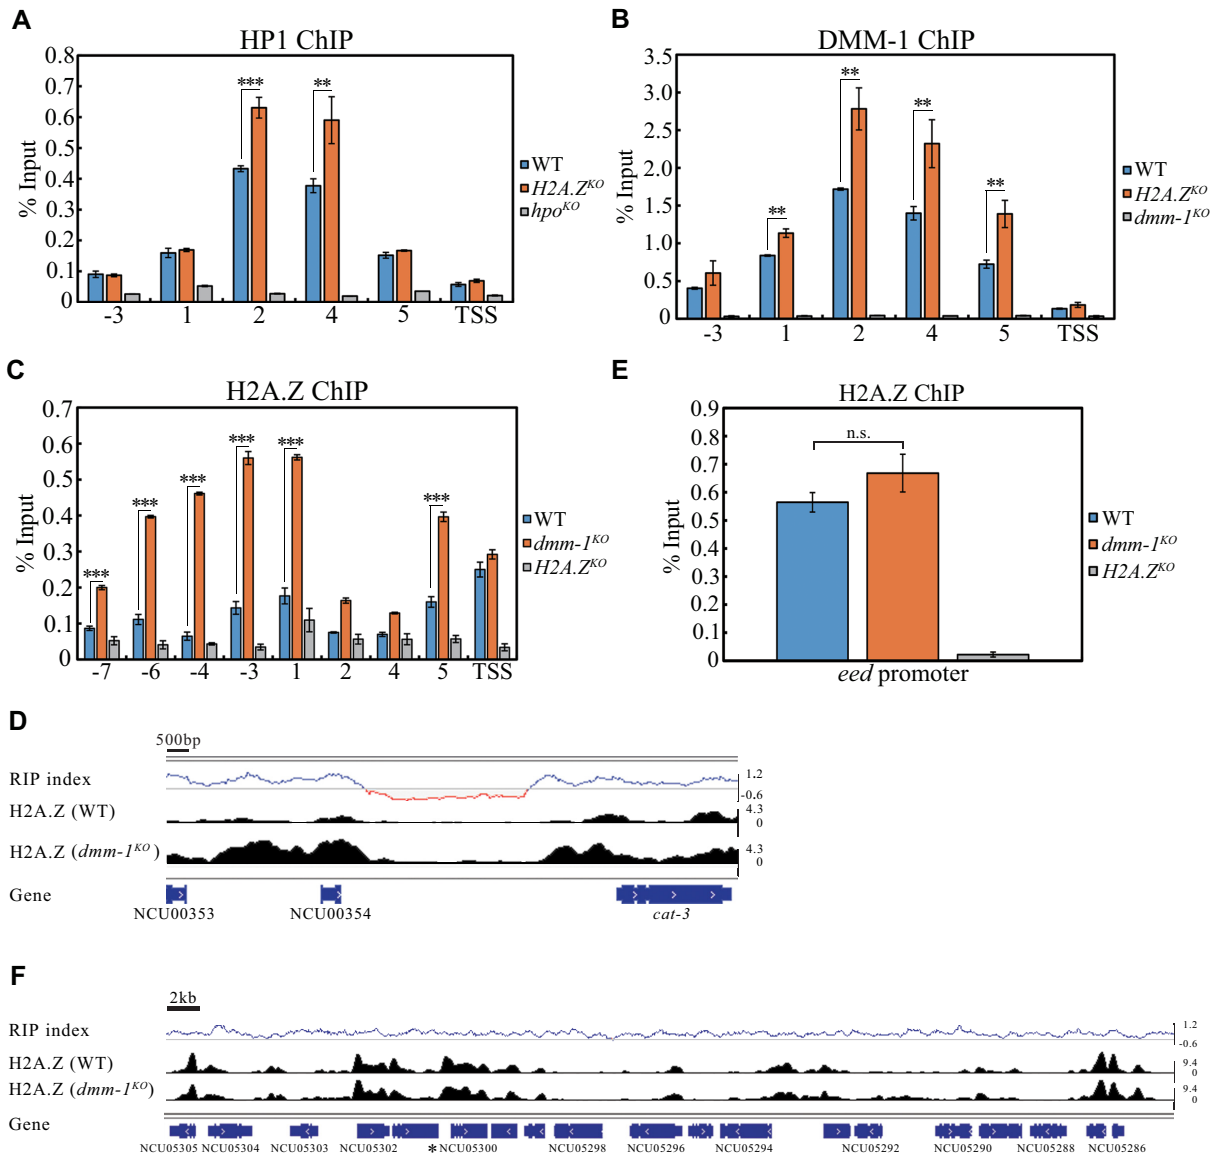 A
HP1 ChIP
% Input
0.8
0.7
0.6
0.5
0.4
0.3
0.2
0.1
0
*** **
-3 1 2 4 5 TSS
WT
H2A.Z^KO
hpo^KO
B
DMM-1 ChIP
% Input
3.5
3.0
2.5
2.0
1.5
1.0
0.5
0
** ** ** **
-3 1 2 4 5 TSS
WT
H2A.Z^KO
dmm-1^KO
C
H2A.Z ChIP
% Input
0.7
0.6
0.5
0.4
0.3
0.2
0.1
0
*** *** *** *** *** ***
-7 -6 -4 -3 1 2 4 5 TSS
WT
dmm-1^KO
H2A.Z^KO
E
H2A.Z ChIP
% Input
0.9
0.8
0.7
0.6
0.5
0.4
0.3
0.2
0.1
0
n.s.
eed promoter
WT
dmm-1^KO
H2A.Z^KO
D
500bp
RIP index
1.2
-0.6
H2A.Z (WT)
4.3
0
H2A.Z (dmm-1^KO)
4.3
0
Gene
NCU00353 NCU00354 cat-3
F
2kb
RIP index
1.2
-0.6
H2A.Z (WT)
9.4
0
H2A.Z (dmm-1^KO)
9.4
0
Gene
NCU05305 NCU05304 NCU05303 NCU05302 *NCU05300 NCU05298 NCU05296 NCU05294 NCU05292 NCU05290 NCU05288 NCU05286